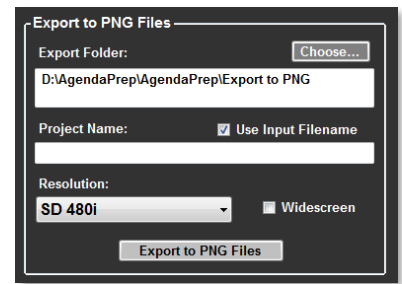 Export to PNG Files
Export Folder:
Choose...
D:\AgendaPrep\AgendaPrep\Export to PNG
Project Name:
Use Input Filename
Resolution:
SD 480i
Widescreen
Export to PNG Files